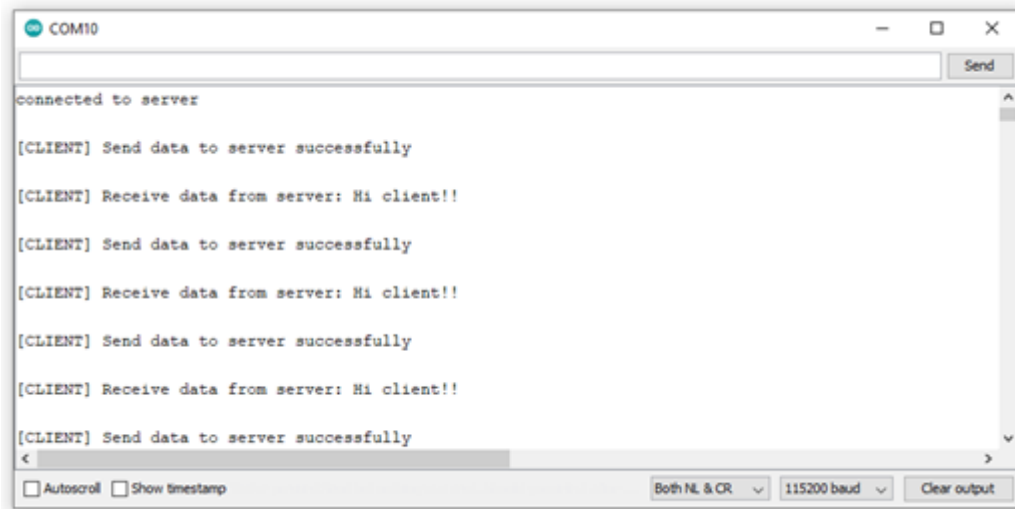 COM10
Send
connected to server
[CLIENT] Send data to server successfully
[CLIENT] Receive data from server: Hi client!!
[CLIENT] Send data to server successfully
[CLIENT] Receive data from server: Hi client!!
[CLIENT] Send data to server successfully
[CLIENT] Receive data from server: Hi client!!
[CLIENT] Send data to server successfully
Autoscroll Show timestamp Both NL & CR 115200 baud Clear output